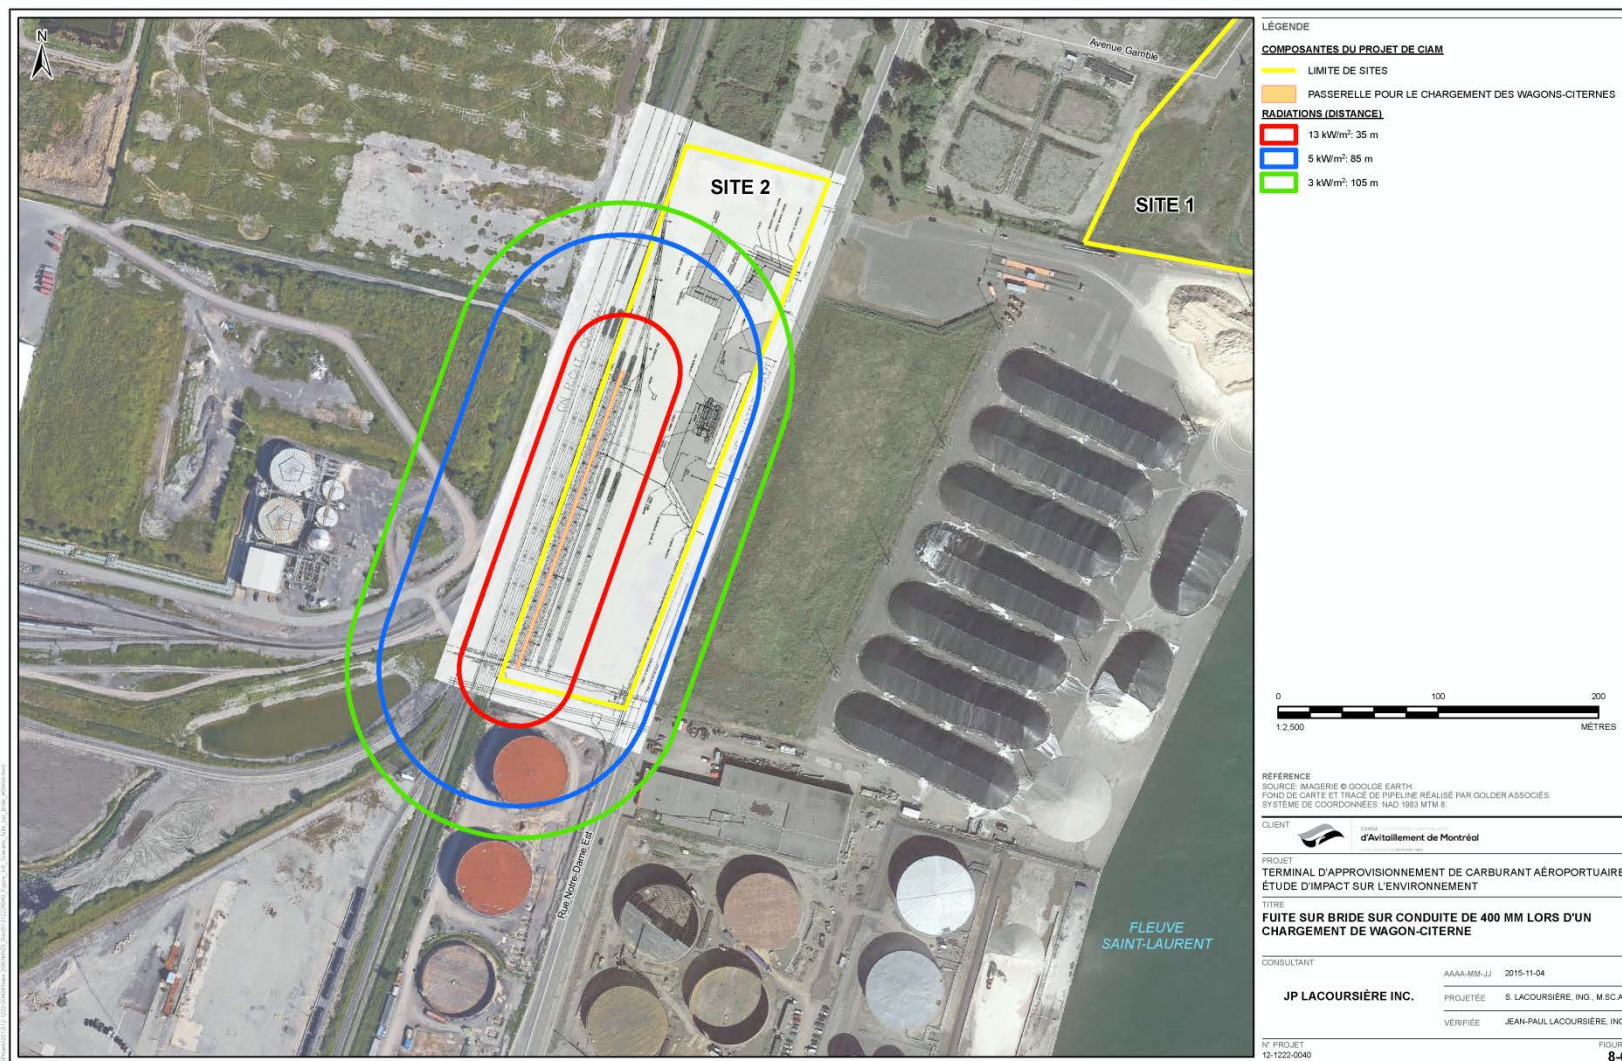 N
Avenue Gamble
SITE 2
SITE 1
Rue Notre-Dame Est
FLEUVE
SAINT-LAURENT
LÉGENDE
COMPOSANTES DU PROJET DE CIAM
LIMITE DE SITES
PASSERELLE POUR LE CHARGEMENT DES WAGONS-CITERNES
RADIATIONS (DISTANCE)
13 kW/m²: 35 m
5 kW/m²: 85 m
3 kW/m²: 105 m
0 100 200
1:2,500 MÈTRES
RÉFÉRENCE
SOURCE: IMAGERIE © GOOLGE EARTH.
FOND DE CARTE ET TRACÉ DE PIPELINE RÉALISÉ PAR GOLDER ASSOCIÉS.
SYSTÈME DE COORDONNÉES: NAD 1983 MTM 8.
CLIENT
d'Avitaillement de Montréal
PROJET
TERMINAL D'APPROVISIONNEMENT DE CARBURANT AÉROPORTUAIRE
ÉTUDE D'IMPACT SUR L'ENVIRONNEMENT
TITRE
FUITE SUR BRIDE SUR CONDUITE DE 400 MM LORS D'UN
CHARGEMENT DE WAGON-CITERNE
CONSULTANT
JP LACOURSIÈRE INC.
AAAA-MM-JJ 2015-11-04
PROJETÉE S. LACOURSIÈRE, ING., M.SC.A
VÉRIFIÉE JEAN-PAUL LACOURSIÈRE, ING
N° PROJET
12-1222-0040
FIGUR